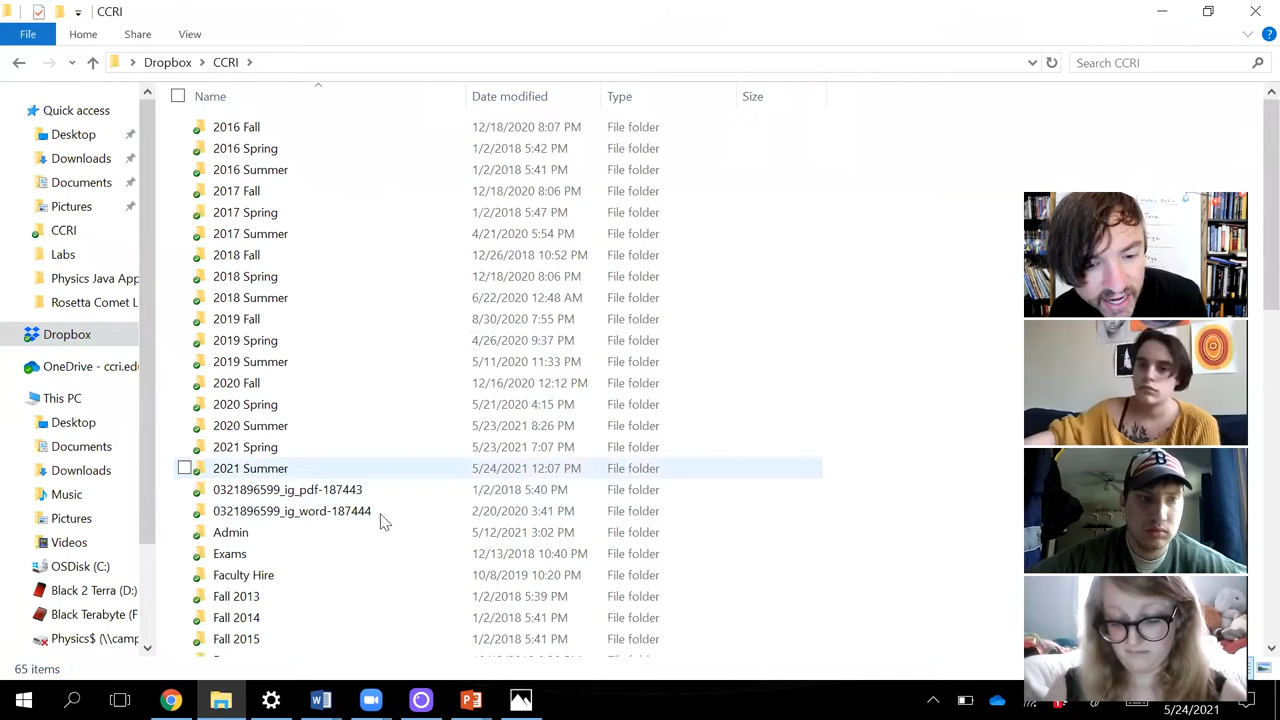 CCRI
File Home Share View
Dropbox CCRI Search CCRI
Name Date modified Type Size
Quick access
Desktop
Downloads
Documents
Pictures
CCRI
Labs
Physics Java App
Rosetta Comet L
Dropbox
OneDrive - ccri.ed
This PC
Desktop
Documents
Downloads
Music
Pictures
Videos
OSDisk (C:)
Black 2 Terra (D:)
Black Terabyte (F
Physics$ (\\camp
2016 Fall 12/18/2020 8:07 PM File folder
2016 Spring 1/2/2018 5:42 PM File folder
2016 Summer 1/2/2018 5:41 PM File folder
2017 Fall 12/18/2020 8:06 PM File folder
2017 Spring 1/2/2018 5:47 PM File folder
2017 Summer 4/21/2021 5:54 PM File folder
2018 Fall 12/26/2018 10:52 PM File folder
2018 Spring 12/18/2020 8:06 PM File folder
2018 Summer 6/22/2020 12:48 AM File folder
2019 Fall 8/30/2020 7:55 PM File folder
2019 Spring 4/26/2020 9:37 PM File folder
2019 Summer 5/11/2020 11:33 PM File folder
2020 Fall 12/16/2020 12:12 PM File folder
2020 Spring 5/21/2020 4:15 PM File folder
2020 Summer 5/23/2021 8:26 PM File folder
2021 Spring 5/23/2021 7:07 PM File folder
2021 Summer 5/24/2021 12:07 PM File folder
0321896599_ig_pdf-187443 1/2/2018 5:40 PM File folder
0321896599_ig_word-187444 2/20/2020 3:41 PM File folder
Admin 5/12/2021 3:02 PM File folder
Exams 12/13/2018 10:40 PM File folder
Faculty Hire 10/8/2019 10:20 PM File folder
Fall 2013 1/2/2018 5:39 PM File folder
Fall 2014 1/2/2018 5:41 PM File folder
Fall 2015 1/2/2018 5:41 PM File folder
65 items
5/24/2021